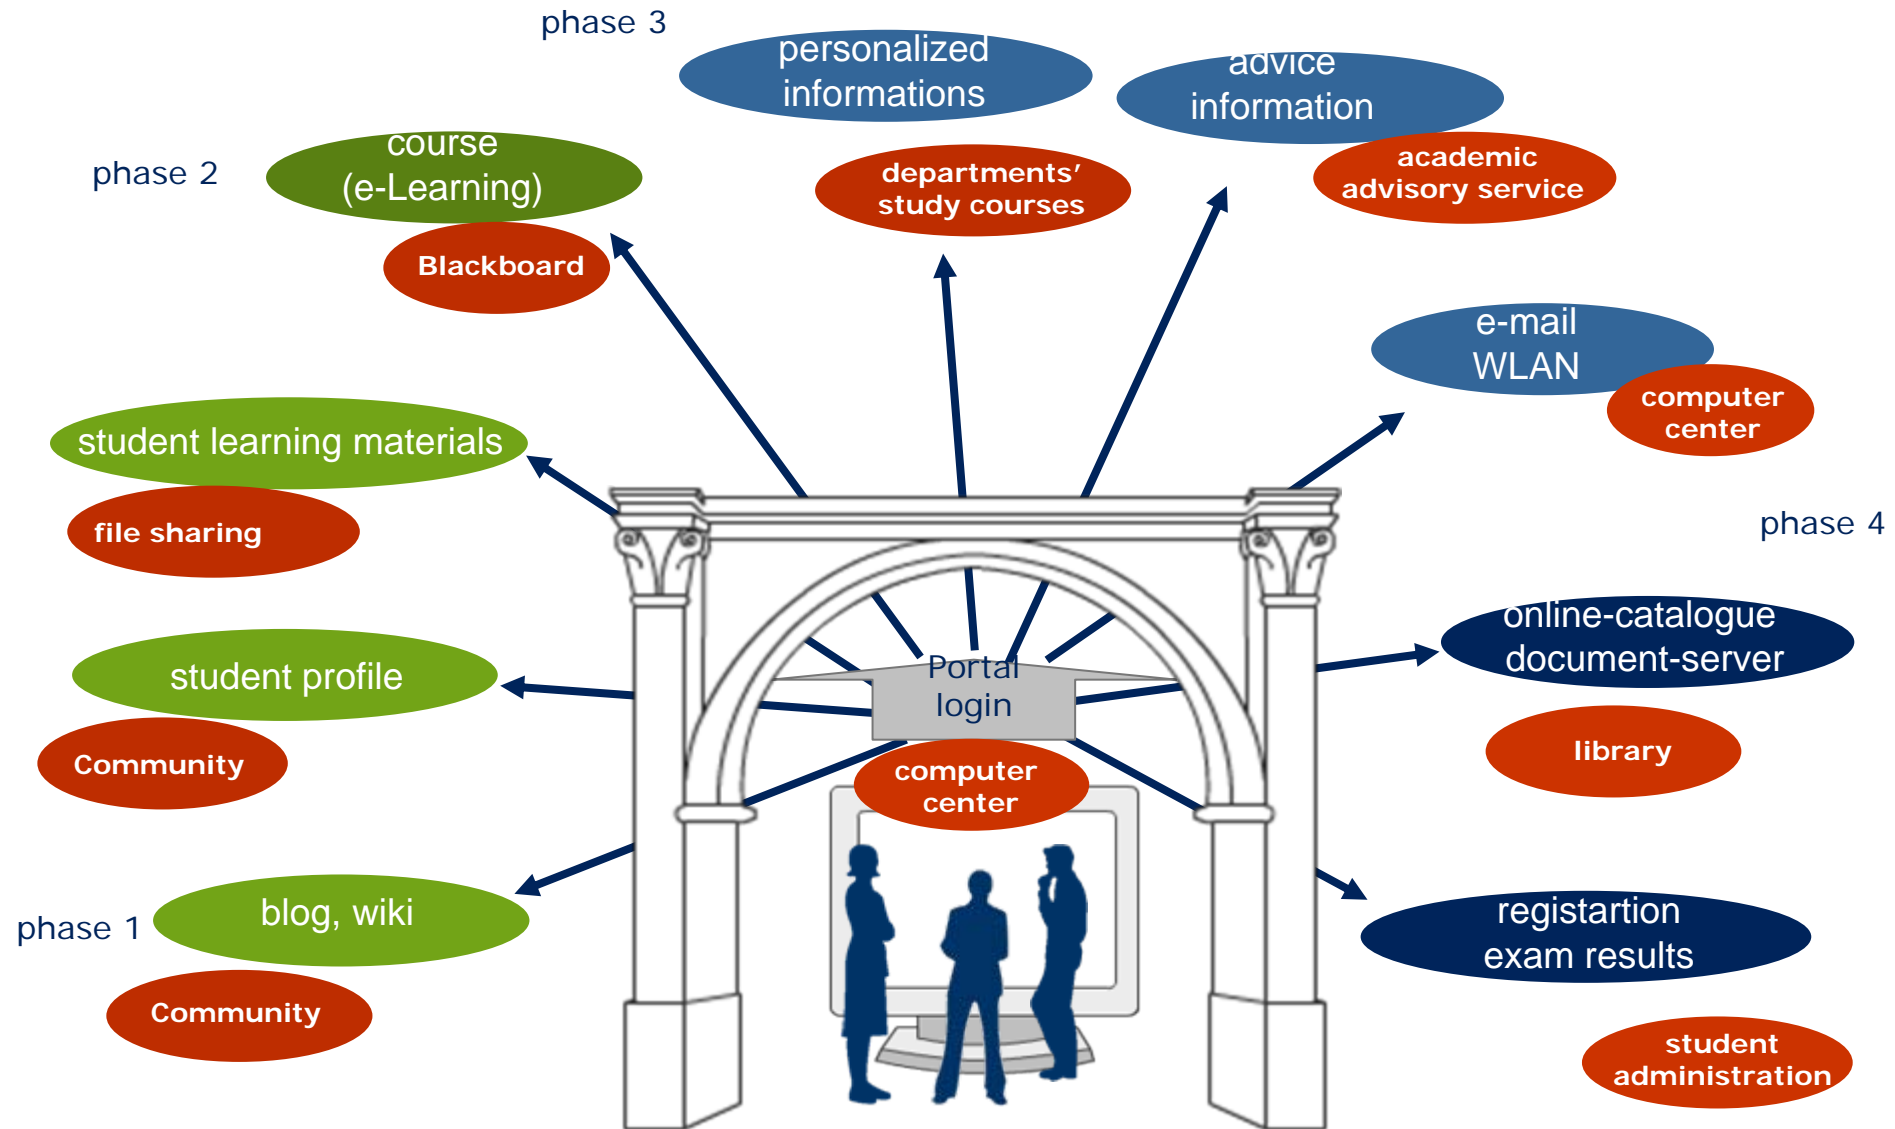 phase 3
personalized
informations
advice
information
departments’
study courses
academic
advisory service
phase 2
course
(e-Learning)
Blackboard
e-mail
WLAN
computer
center
student learning materials
file sharing
phase 4
online-catalogue
document-server
library
student profile
Community
Portal
login
computer
center
phase 1
blog, wiki
Community
registartion
exam results
student
administration